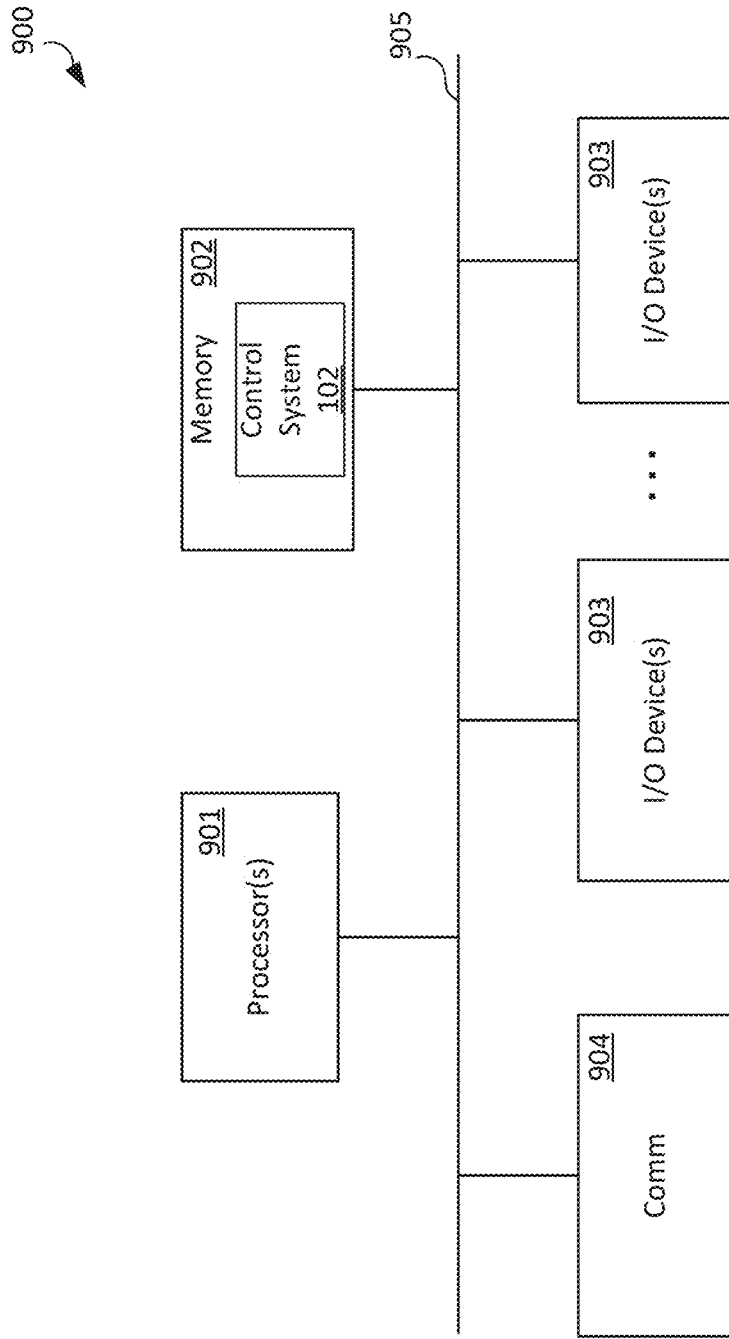 900
901
Processor(s)
902
Memory
Control
System
102
905
904
Comm
903
I/O Device(s)
...
903
I/O Device(s)